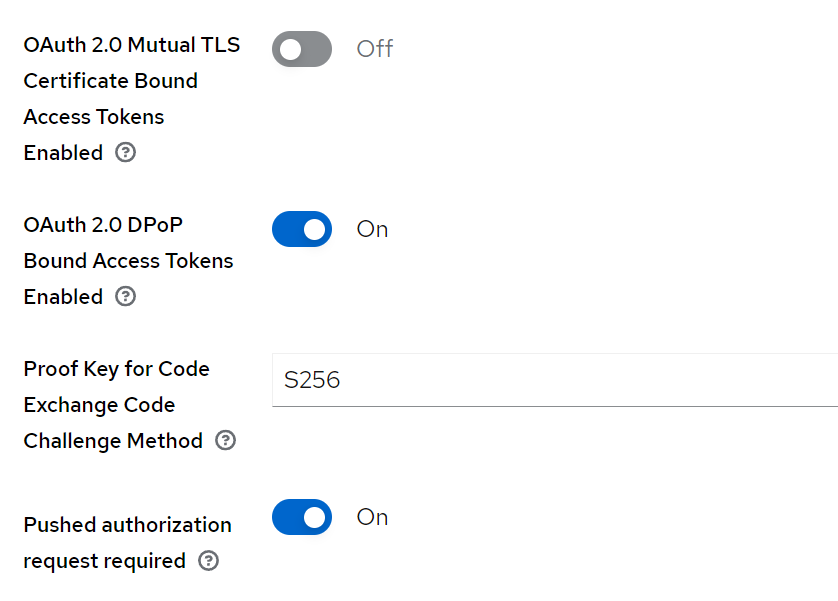 OAuth 2.0 Mutual TLS
Certificate Bound
Access Tokens
Enabled
Off
OAuth 2.0 DPoP
Bound Access Tokens
Enabled
On
Proof Key for Code
Exchange Code
Challenge Method
S256
Pushed authorization
request required
On